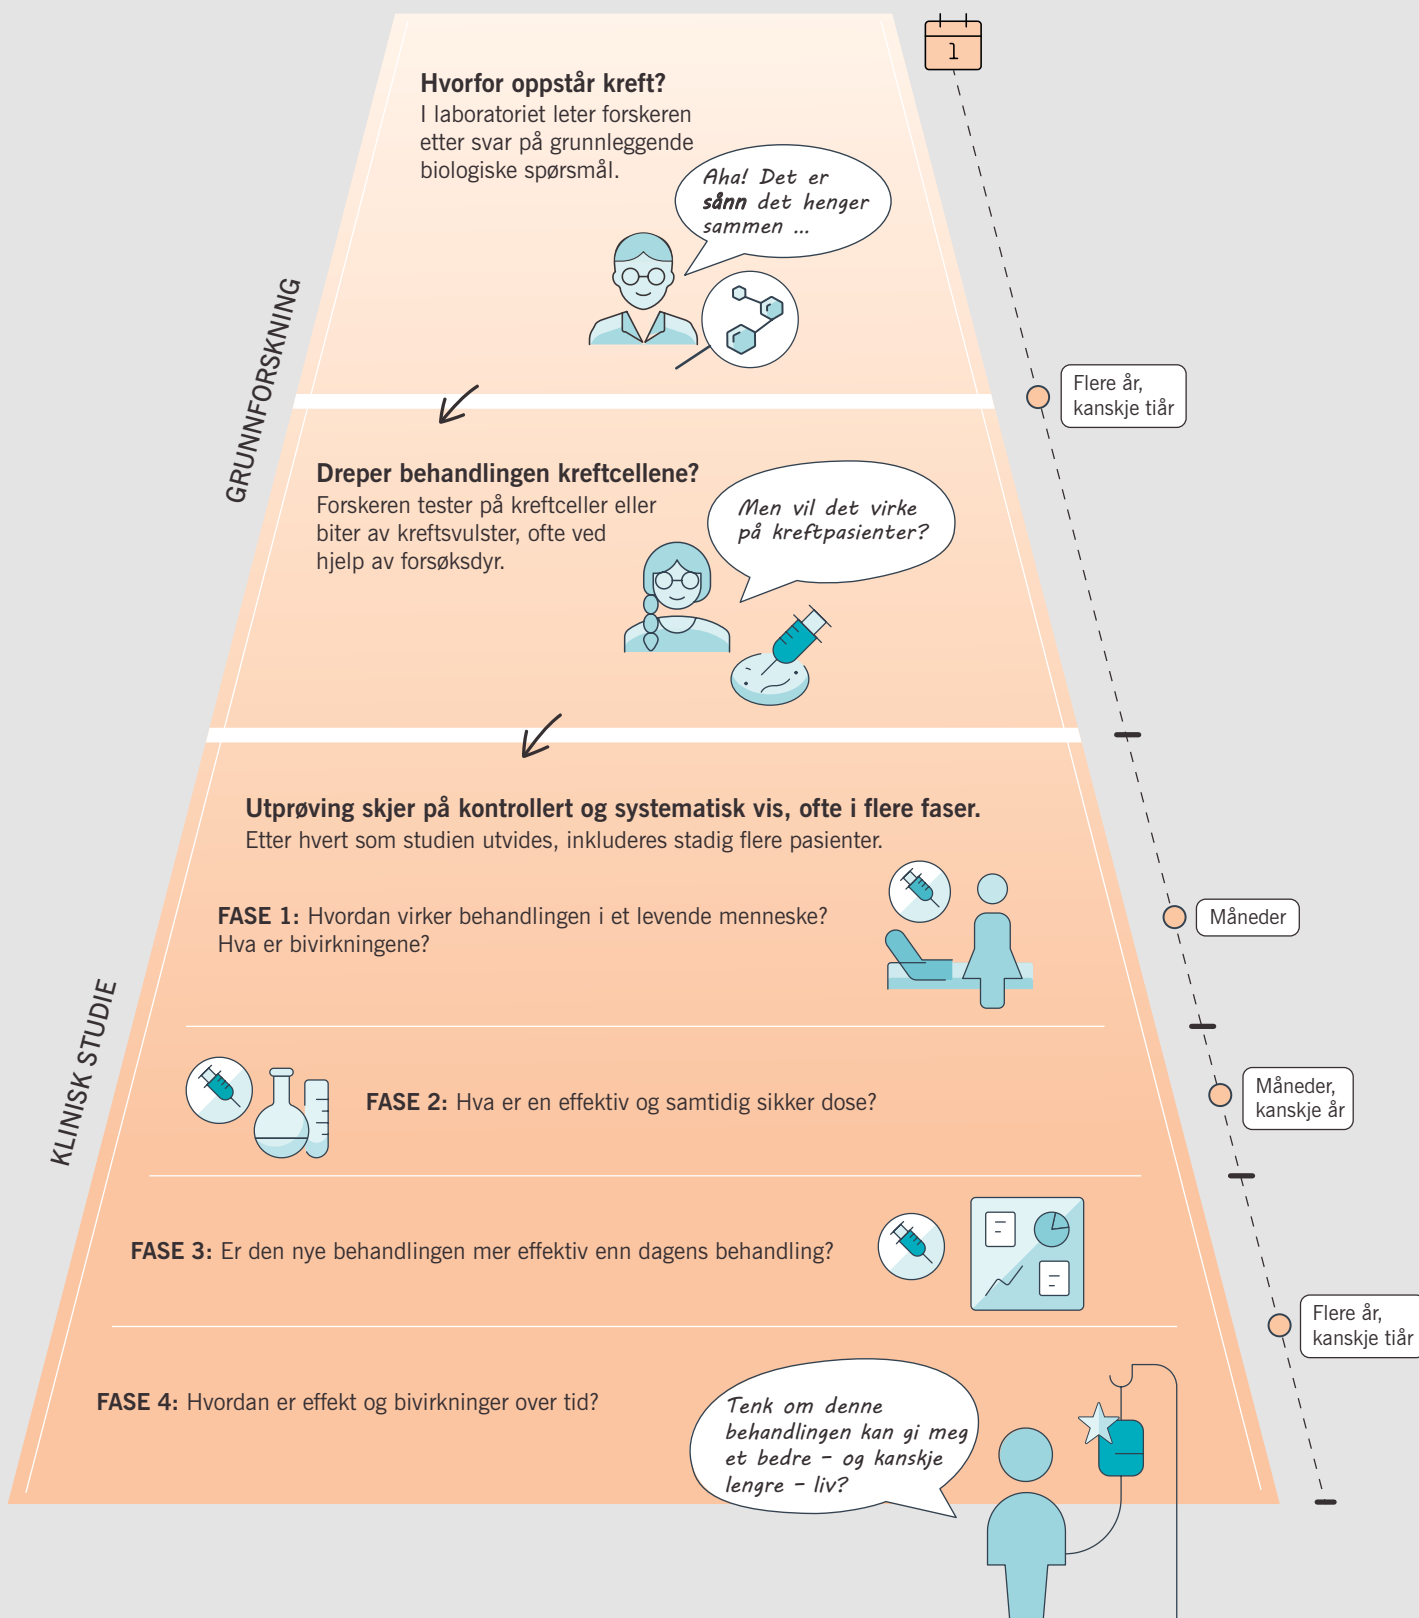 1
Hvorfor oppstår kreft?
I laboratoriet leter forskeren
etter svar på grunnleggende
biologiske spørsmål.
Aha! Det er
sånn det henger
sammen ...
GRUNNFORSKNING
Flere år,
kanskje tiår
Dreper behandlingen kreftcellene?
Forskeren tester på kreftceller eller
biter av kreftsvulster, ofte ved
hjelp av forsøksdyr.
Men vil det virke
på kreftpasienter?
Utprøving skjer på kontrollert og systematisk vis, ofte i flere faser.
Etter hvert som studien utvides, inkluderes stadig flere pasienter.
FASE 1: Hvordan virker behandlingen i et levende menneske?
Hva er bivirkningene?
Måneder
KLINISK STUDIE
FASE 2: Hva er en effektiv og samtidig sikker dose?
Måneder,
kanskje år
FASE 3: Er den nye behandlingen mer effektiv enn dagens behandling?
Flere år,
kanskje tiår
FASE 4: Hvordan er effekt og bivirkninger over tid?
Tenk om denne
behandlingen kan gi meg
et bedre – og kanskje
lengre – liv?